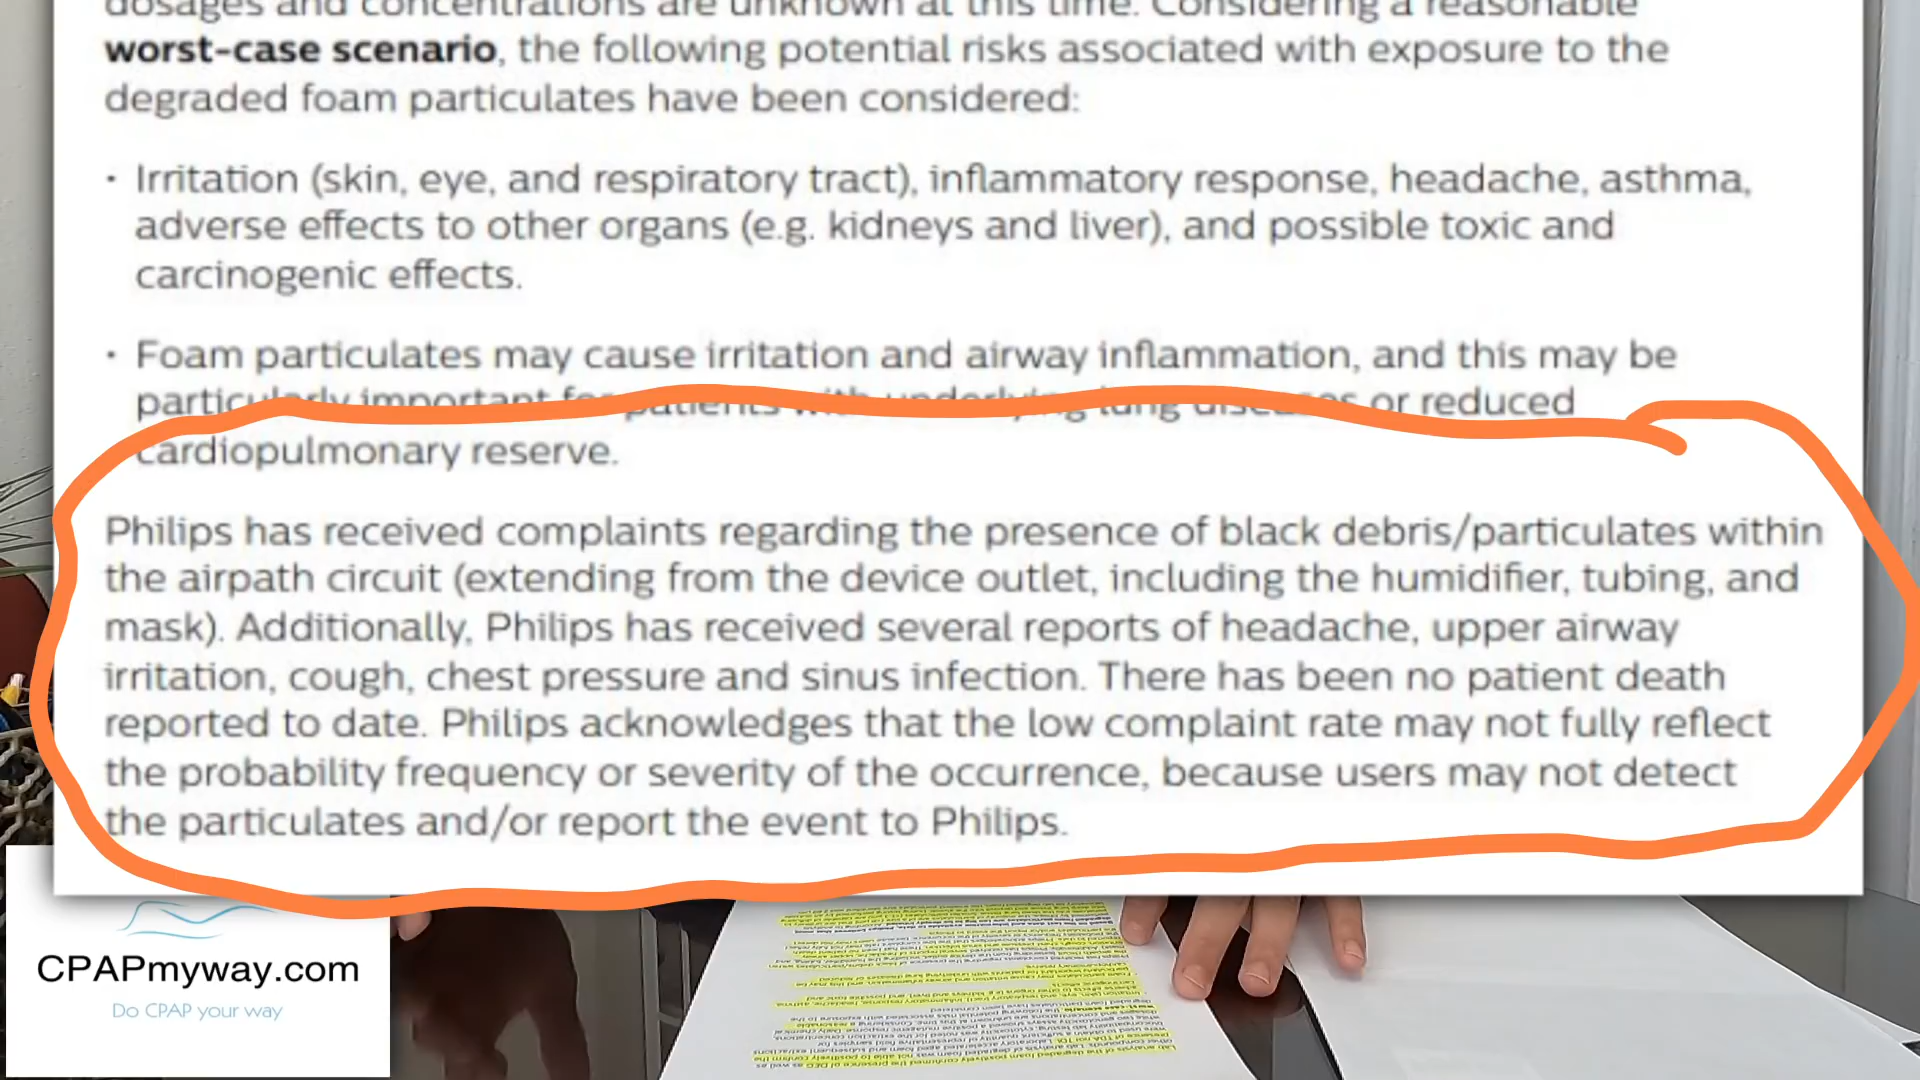 dosages and concentrations are unknown at this time. Considering a reasonable
worst-case scenario, the following potential risks associated with exposure to the
degraded foam particulates have been considered:
· Irritation (skin, eye, and respiratory tract), inflammatory response, headache, asthma,
adverse effects to other organs (e.g. kidneys and liver), and possible toxic and
carcinogenic effects.
· Foam particulates may cause irritation and airway inflammation, and this may be
particularly important for patients with underlying lung diseases or reduced
cardiopulmonary reserve.
Philips has received complaints regarding the presence of black debris/particulates within
the airpath circuit (extending from the device outlet, including the humidifier, tubing, and
mask). Additionally, Philips has received several reports of headache, upper airway
irritation, cough, chest pressure and sinus infection. There has been no patient death
reported to date. Philips acknowledges that the low complaint rate may not fully reflect
the probability frequency or severity of the occurrence, because users may not detect
the particulates and/or report the event to Philips.
CPAPmyway.com
Do CPAP your way